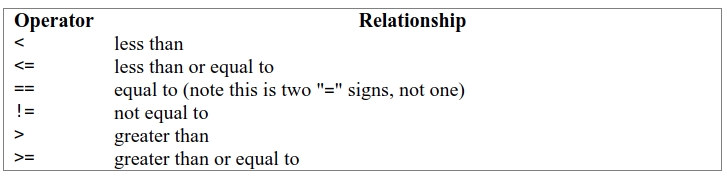 Operator Relationship
< less than
<= less than or equal to
== equal to (note this is two "=" signs, not one)
!= not equal to
> greater than
>= greater than or equal to